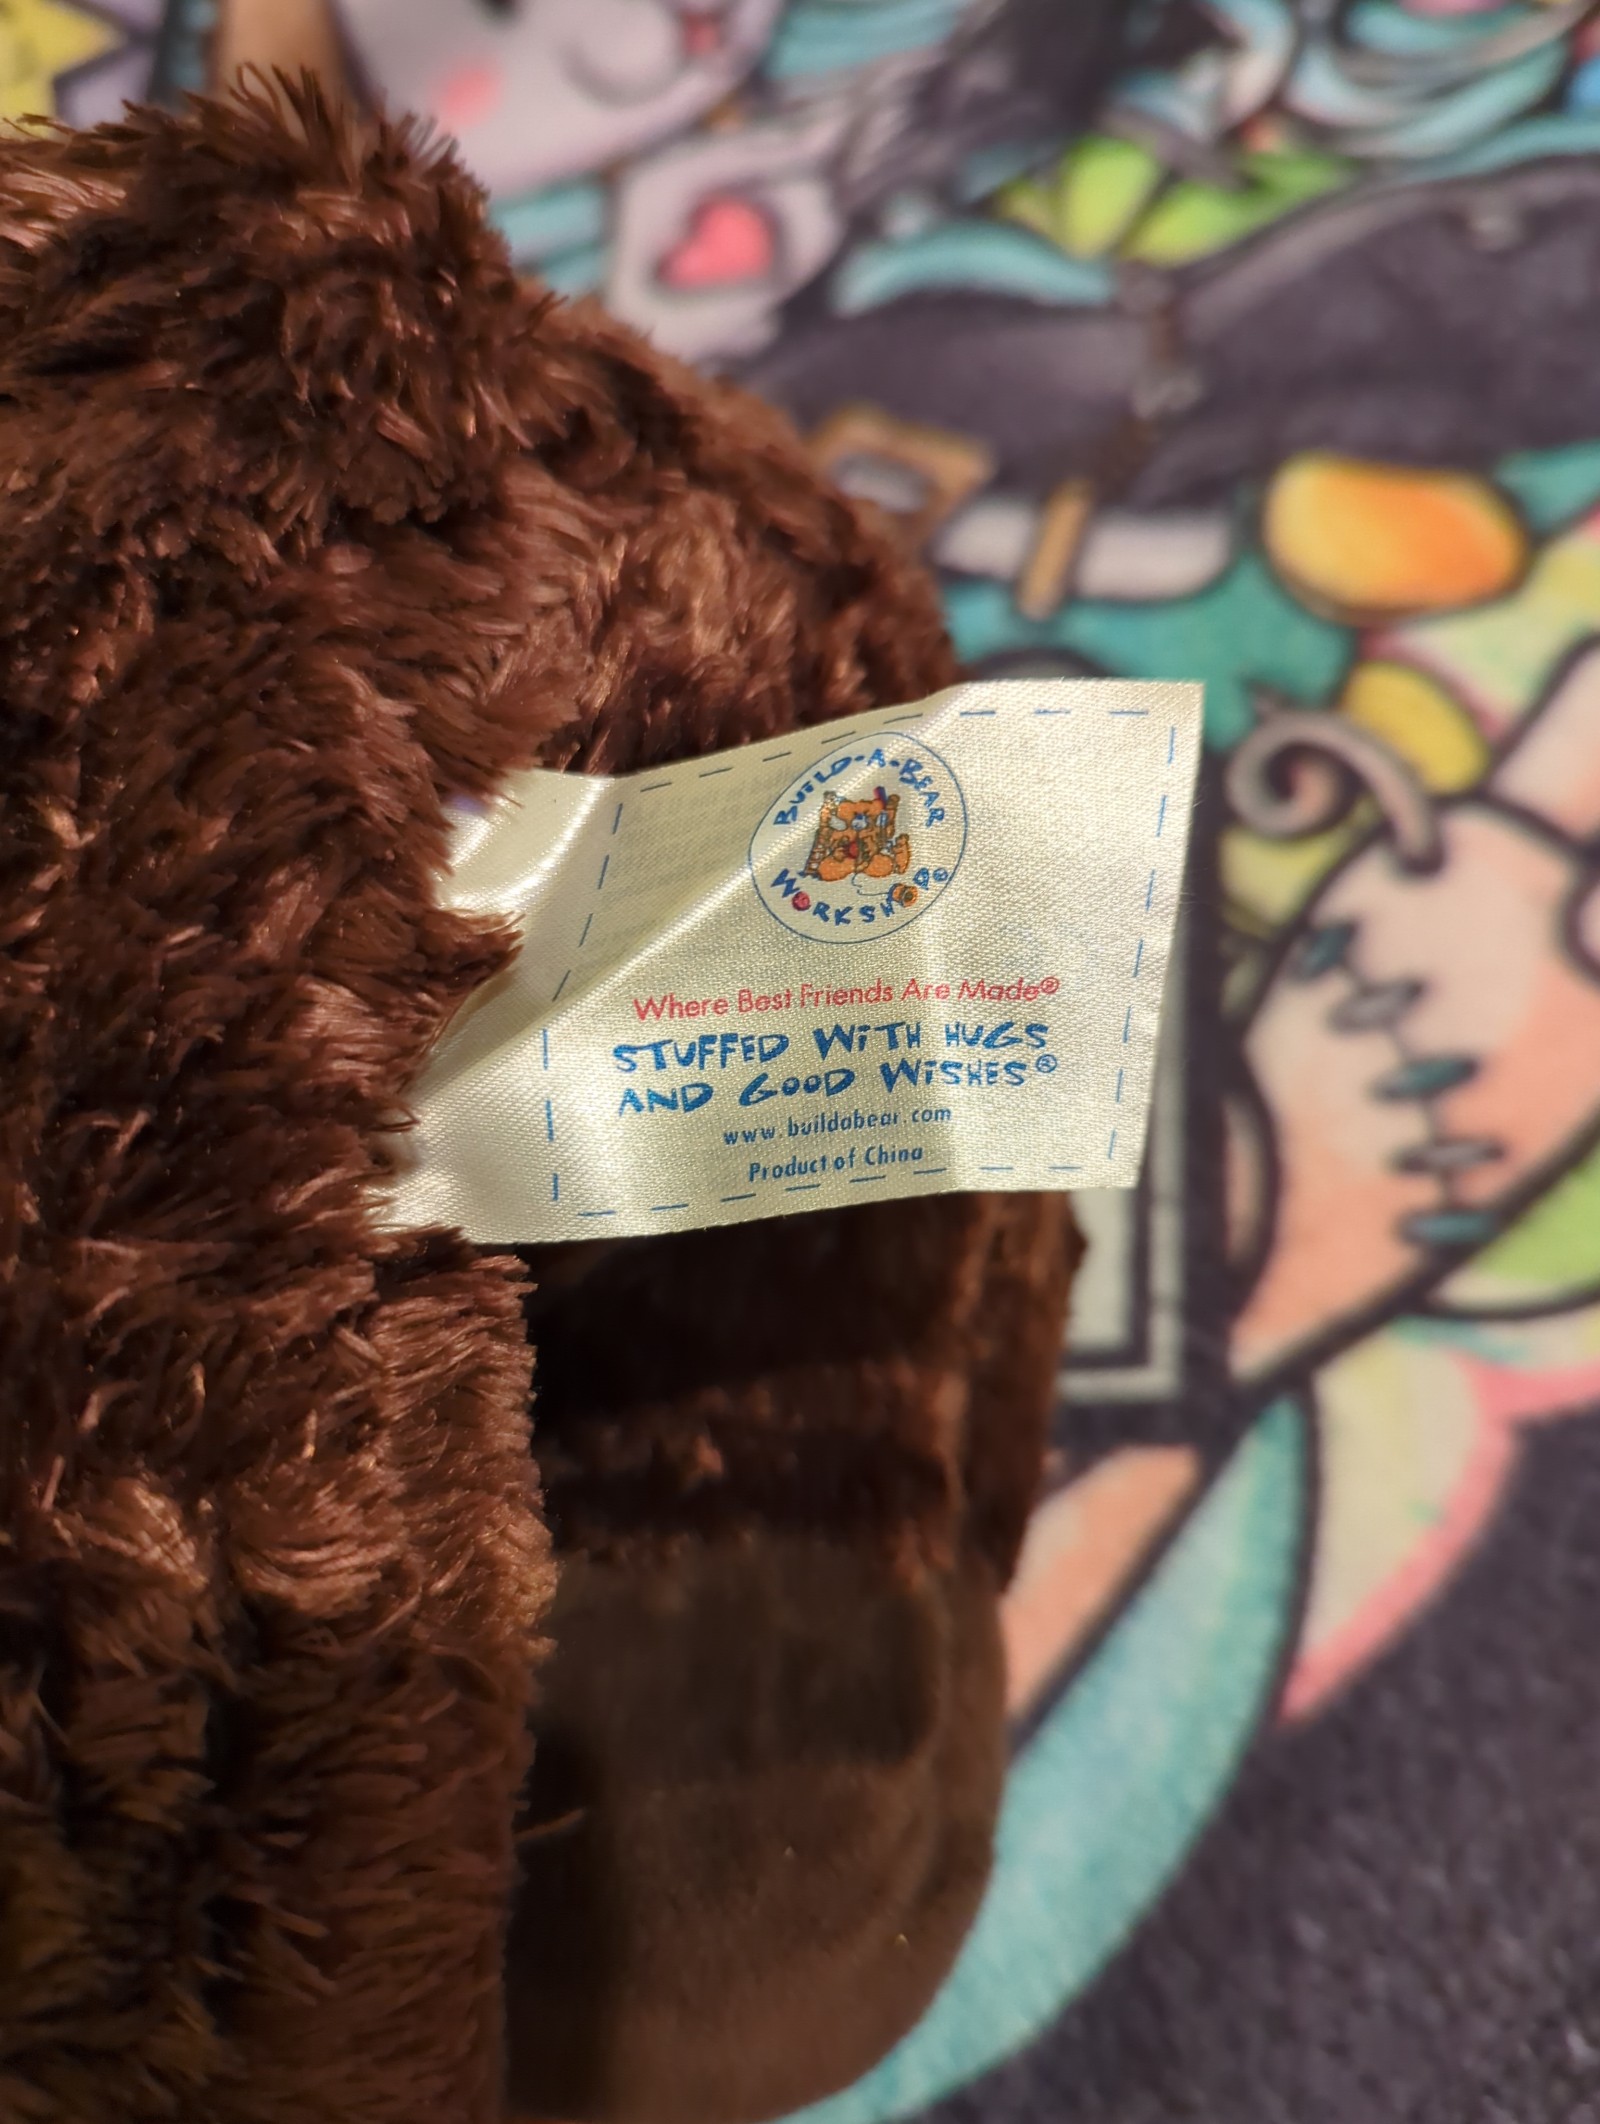 BUILD-A-BEAR
WORKSHOP®
Where Best Friends Are Made®
STUFFED WITH HUGS
AND GOOD WISHES®
www.buildabear.com
Product of China